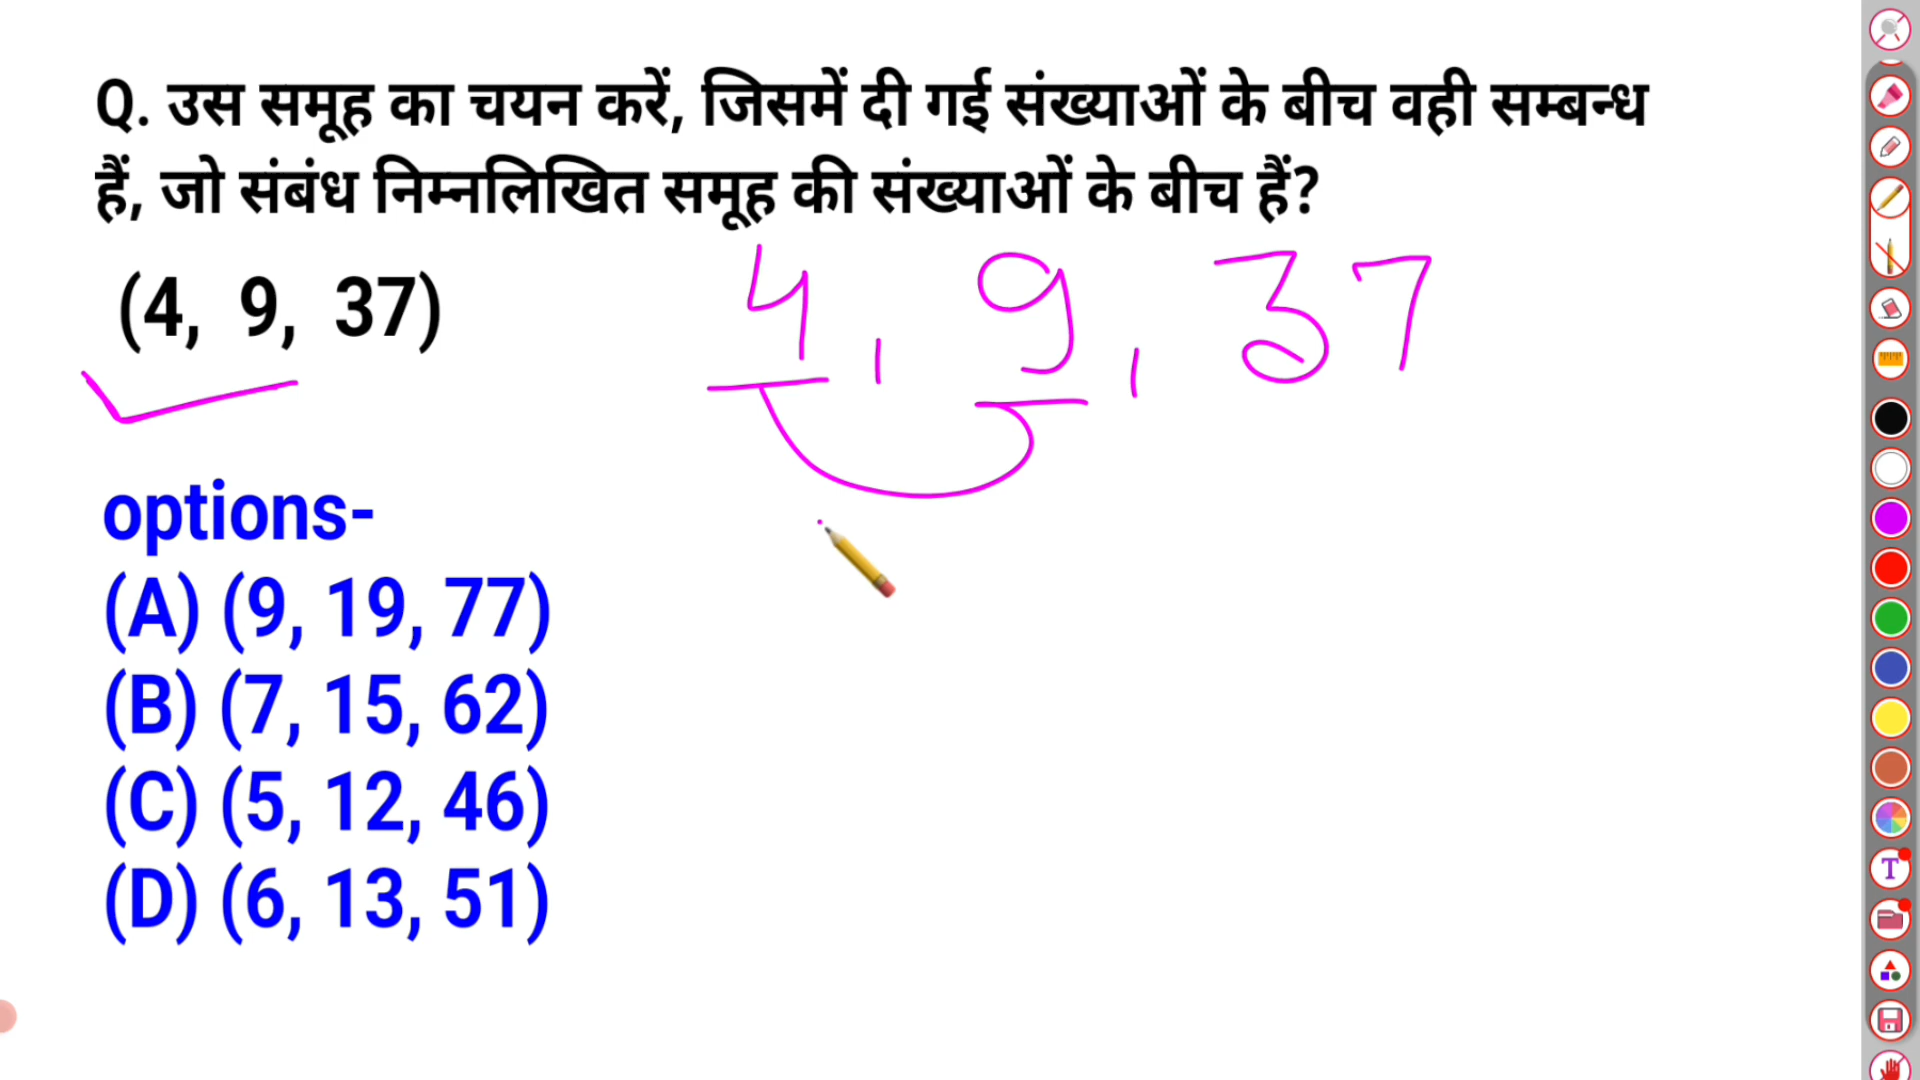 Q. उस समूह का चयन करें, जिसमें दी गई संख्याओं के बीच वही सम्बन्ध
हैं, जो संबंध निम्नलिखित समूह की संख्याओं के बीच हैं?
(4, 9, 37)
4, 9, 37
options-
(A) (9, 19, 77)
(B) (7, 15, 62)
(C) (5, 12, 46)
(D) (6, 13, 51)
T